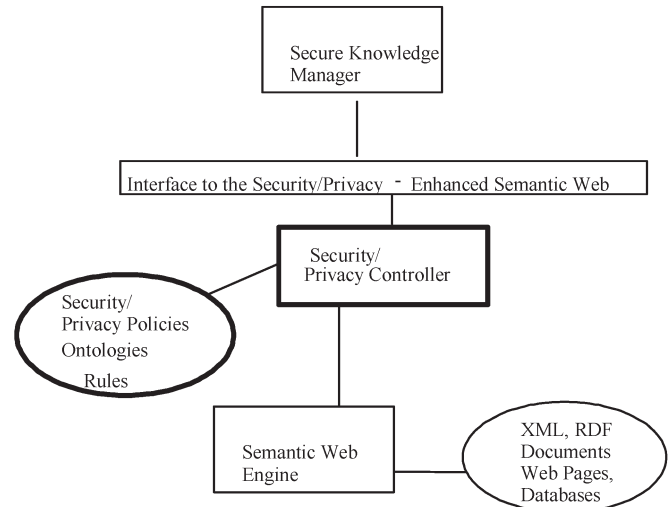 Secure Knowledge
Manager
Interface to the Security/Privacy - Enhanced Semantic Web
Security/
Privacy Controller
Security/
Privacy Policies
Ontologies
Rules
Semantic Web
Engine
XML, RDF
Documents
Web Pages,
Databases